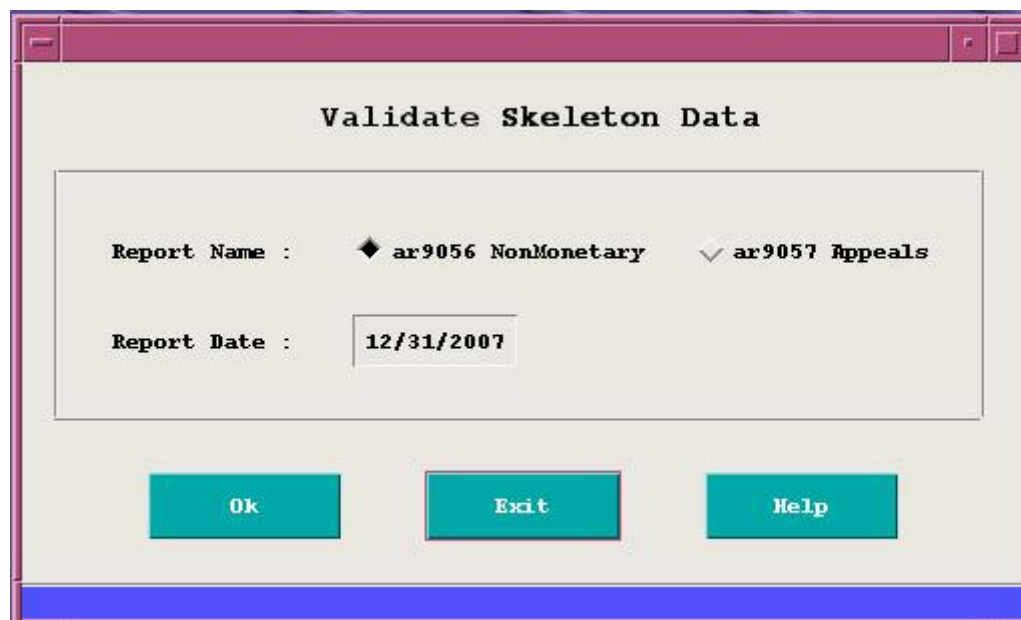 Validate Skeleton Data
Report Name : ar9056 NonMonetary ar9057 Appeals
Report Date : 12/31/2007
Ok Exit Help